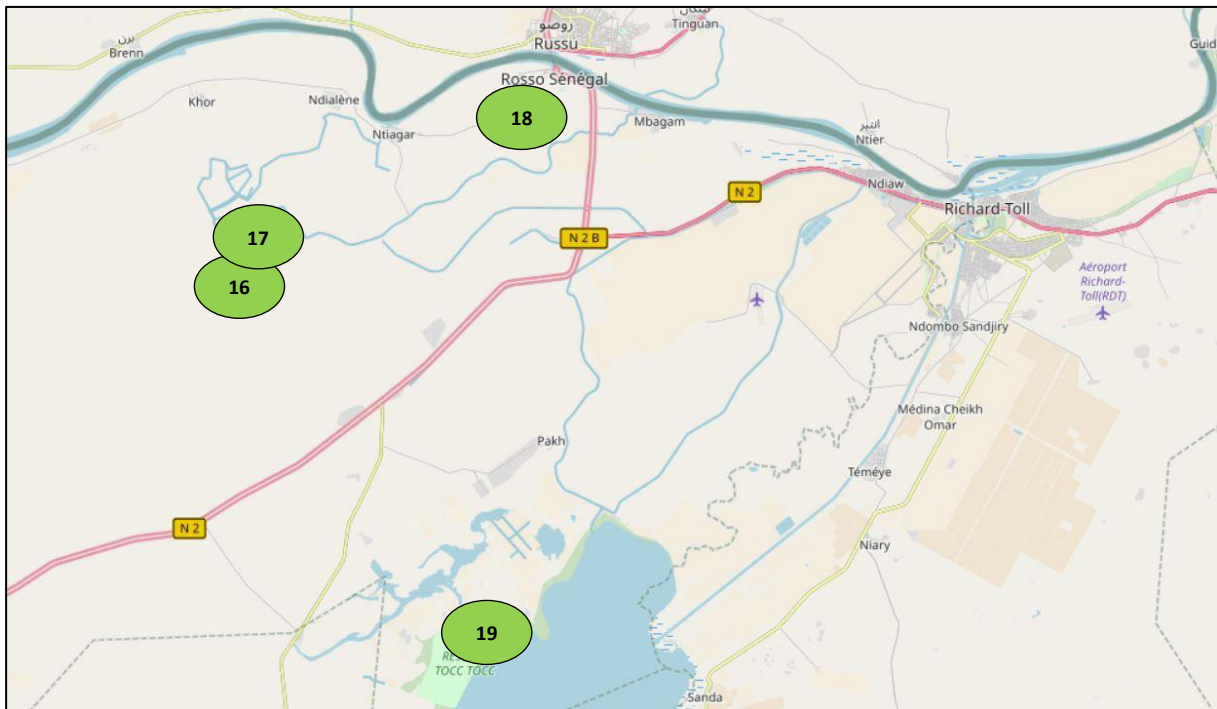 برن
Brenn
روصو
Russu
تينكان
Tinguan
Guid
Khor
Ndialène
Rosso Sénégal
18
Ntiagar
Mbagam
انتير
Ntier
Ndiaw
N 2
Richard-Toll
17
N 2 B
16
Aéroport
Richard-
Toll(RDT)
Ndombo Sandjiry
Médina Cheikh
Omar
Pakh
Téméye
N 2
Niary
19
TOCC TOCC
Sanda